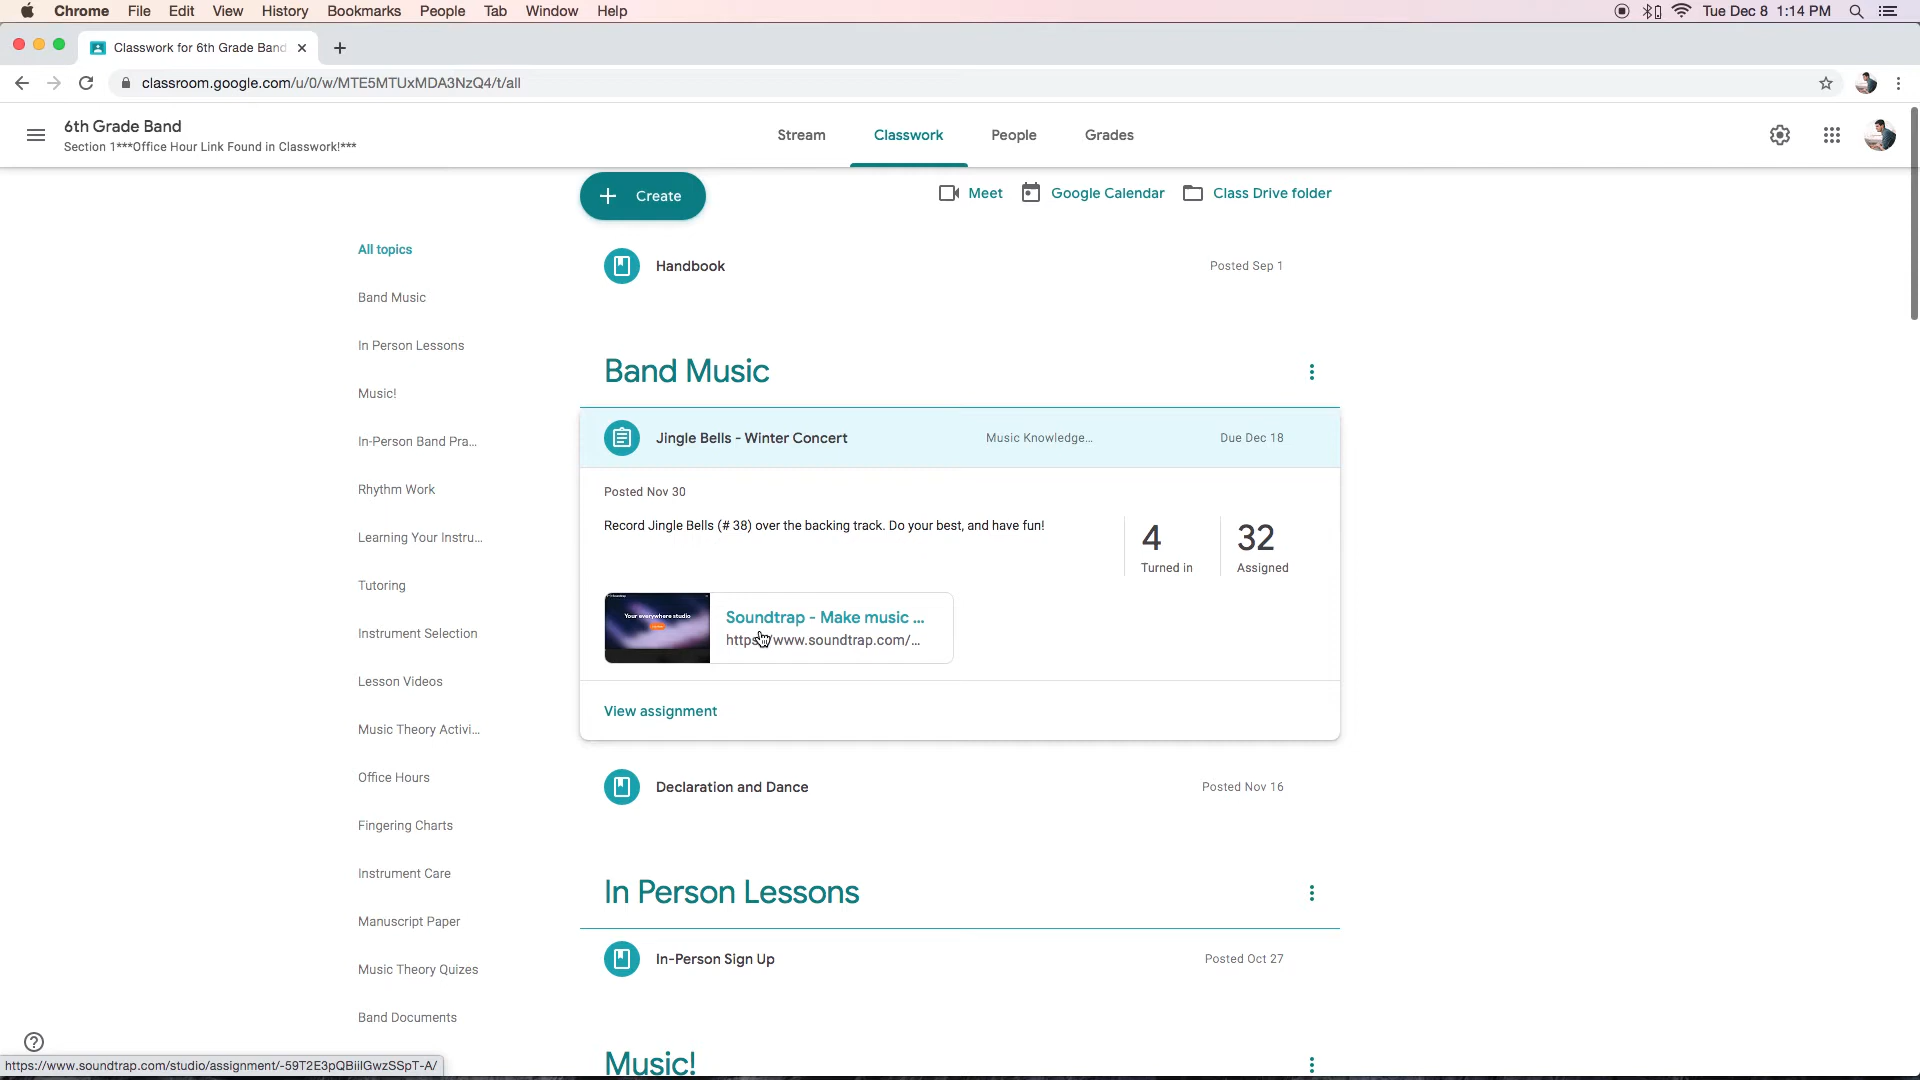 Chrome File Edit View History Bookmarks People Tab Window Help Tue Dec 8 1:14 PM
Classwork for 6th Grade Band
classroom.google.com/u/0/w/MTE5MTUxMDA3NzQ4/t/all
6th Grade Band
Section 1***Office Hour Link Found in Classwork!***
Stream Classwork People Grades
Create
Meet Google Calendar Class Drive folder
All topics
Band Music
In Person Lessons
Music!
In-Person Band Pra...
Rhythm Work
Learning Your Instru...
Tutoring
Instrument Selection
Lesson Videos
Music Theory Activi...
Office Hours
Fingering Charts
Instrument Care
Manuscript Paper
Music Theory Quizes
Band Documents
Handbook Posted Sep 1
Band Music
Jingle Bells - Winter Concert Music Knowledge... Due Dec 18
Posted Nov 30
Record Jingle Bells (# 38) over the backing track. Do your best, and have fun!
4 32
Turned in Assigned
Your everywhere studio
Soundtrap - Make music ...
https://www.soundtrap.com/...
View assignment
Declaration and Dance Posted Nov 16
In Person Lessons
In-Person Sign Up Posted Oct 27
Music!
https://www.soundtrap.com/studio/assignment/-59T2E3pQBiiIGwzSSpT-A/